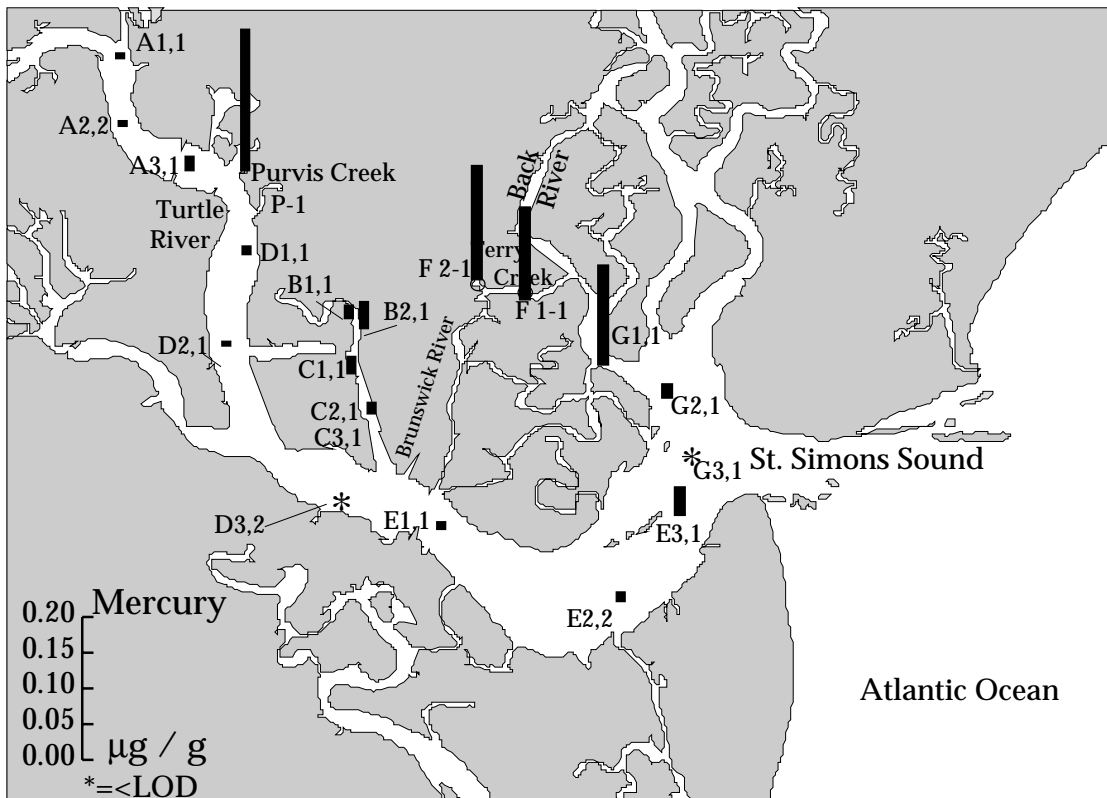 A1,1
A2,2
A3,1
Purvis Creek
P-1
Turtle
River
D1,1
Back
River
Terry
Creek
F 2-1
F 1-1
B1,1
B2,1
G1,1
D2,1
C1,1
C2,1
C3,1
Brunswick River
G2,1
*
G3,1
St. Simons Sound
*
D3,2
E1,1
E3,1
E2,2
Mercury
0.20
0.15
0.10
0.05
0.00
µg / g
*=<LOD
Atlantic Ocean